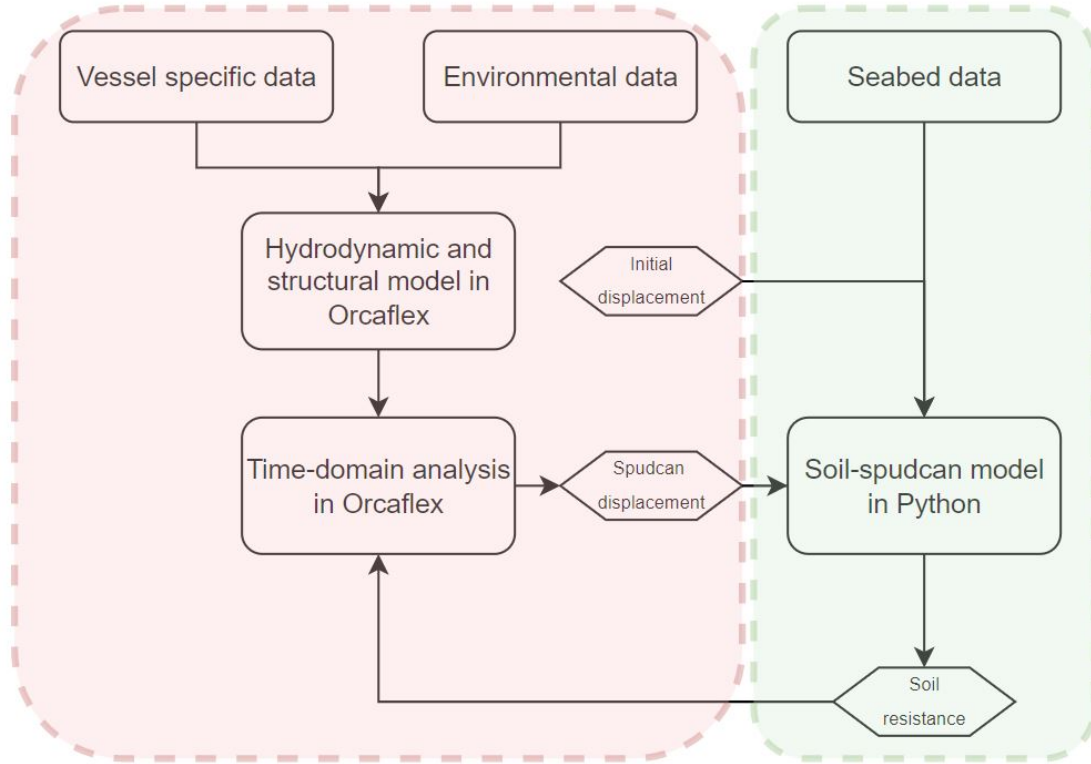 Vessel specific data
Environmental data
Seabed data
Hydrodynamic and
structural model in
Orcaflex
Initial
displacement
Time-domain analysis
in Orcaflex
Spudcan
displacement
Soil-spudcan model
in Python
Soil
resistance